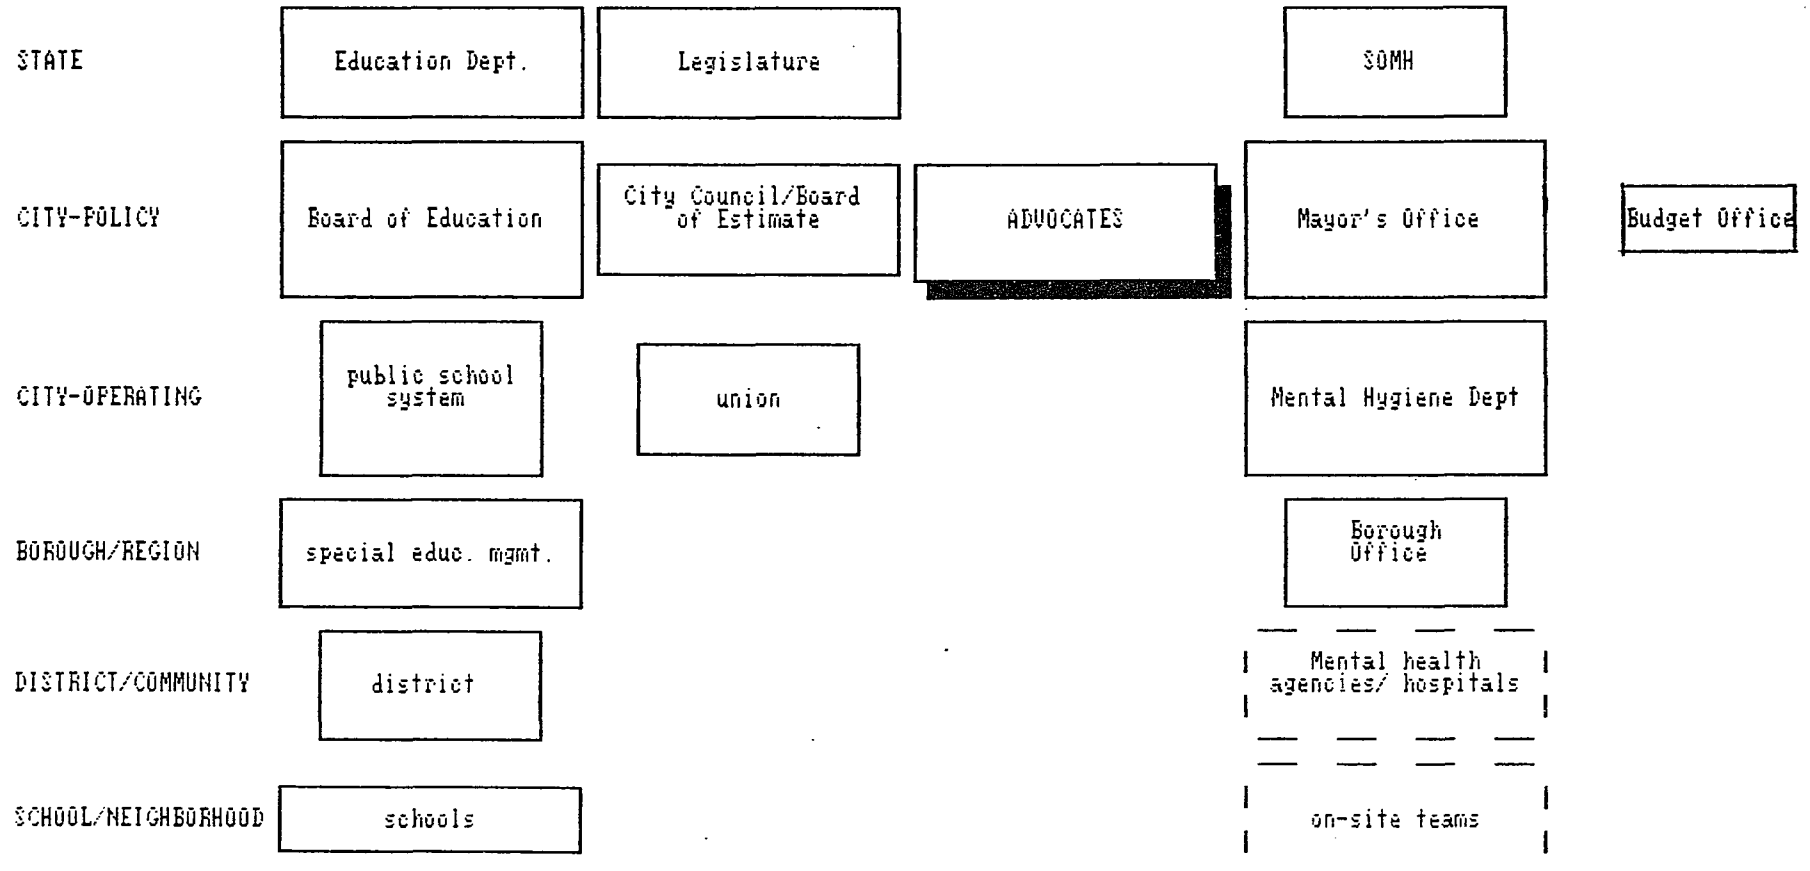 STATE
Education Dept.
Legislature
SOMH
CITY-POLICY
Board of Education
City Council/Board
of Estimate
ADVOCATES
Mayor's Office
Budget Office
CITY-OPERATING
public school
system
union
Mental Hygiene Dept
BOROUGH/REGION
special educ. mgmt.
Borough
Office
DISTRICT/COMMUNITY
district
Mental health
agencies/ hospitals
SCHOOL/NEIGHBORHOOD
schools
on-site teams